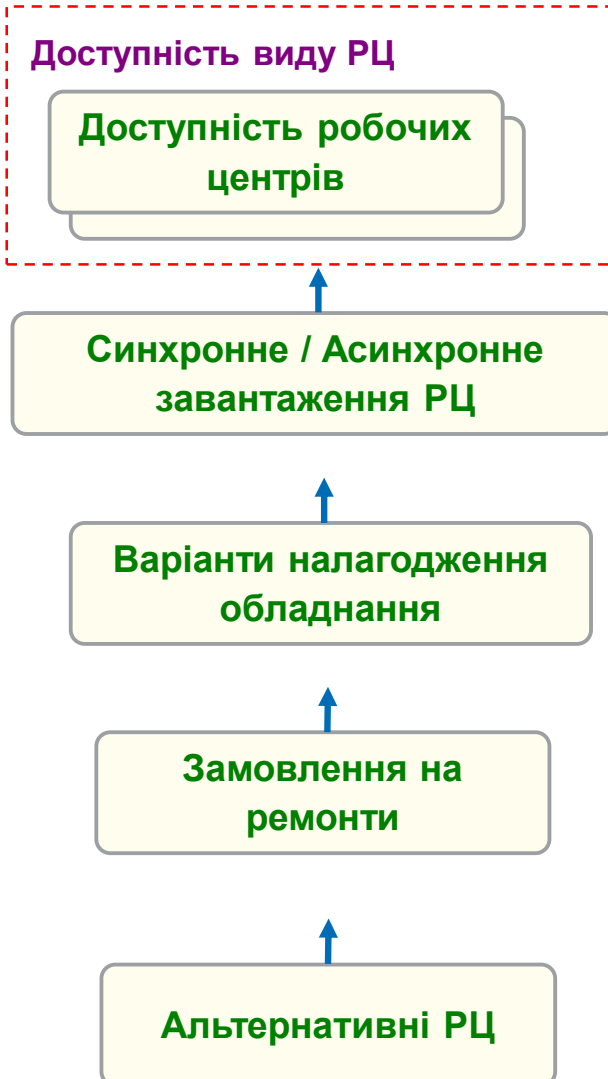 Доступність виду РЦ
Доступність робочих
центрів
Синхронне / Асинхронне
завантаження РЦ
Варіанти налагодження
обладнання
Замовлення на
ремонти
Альтернативні РЦ